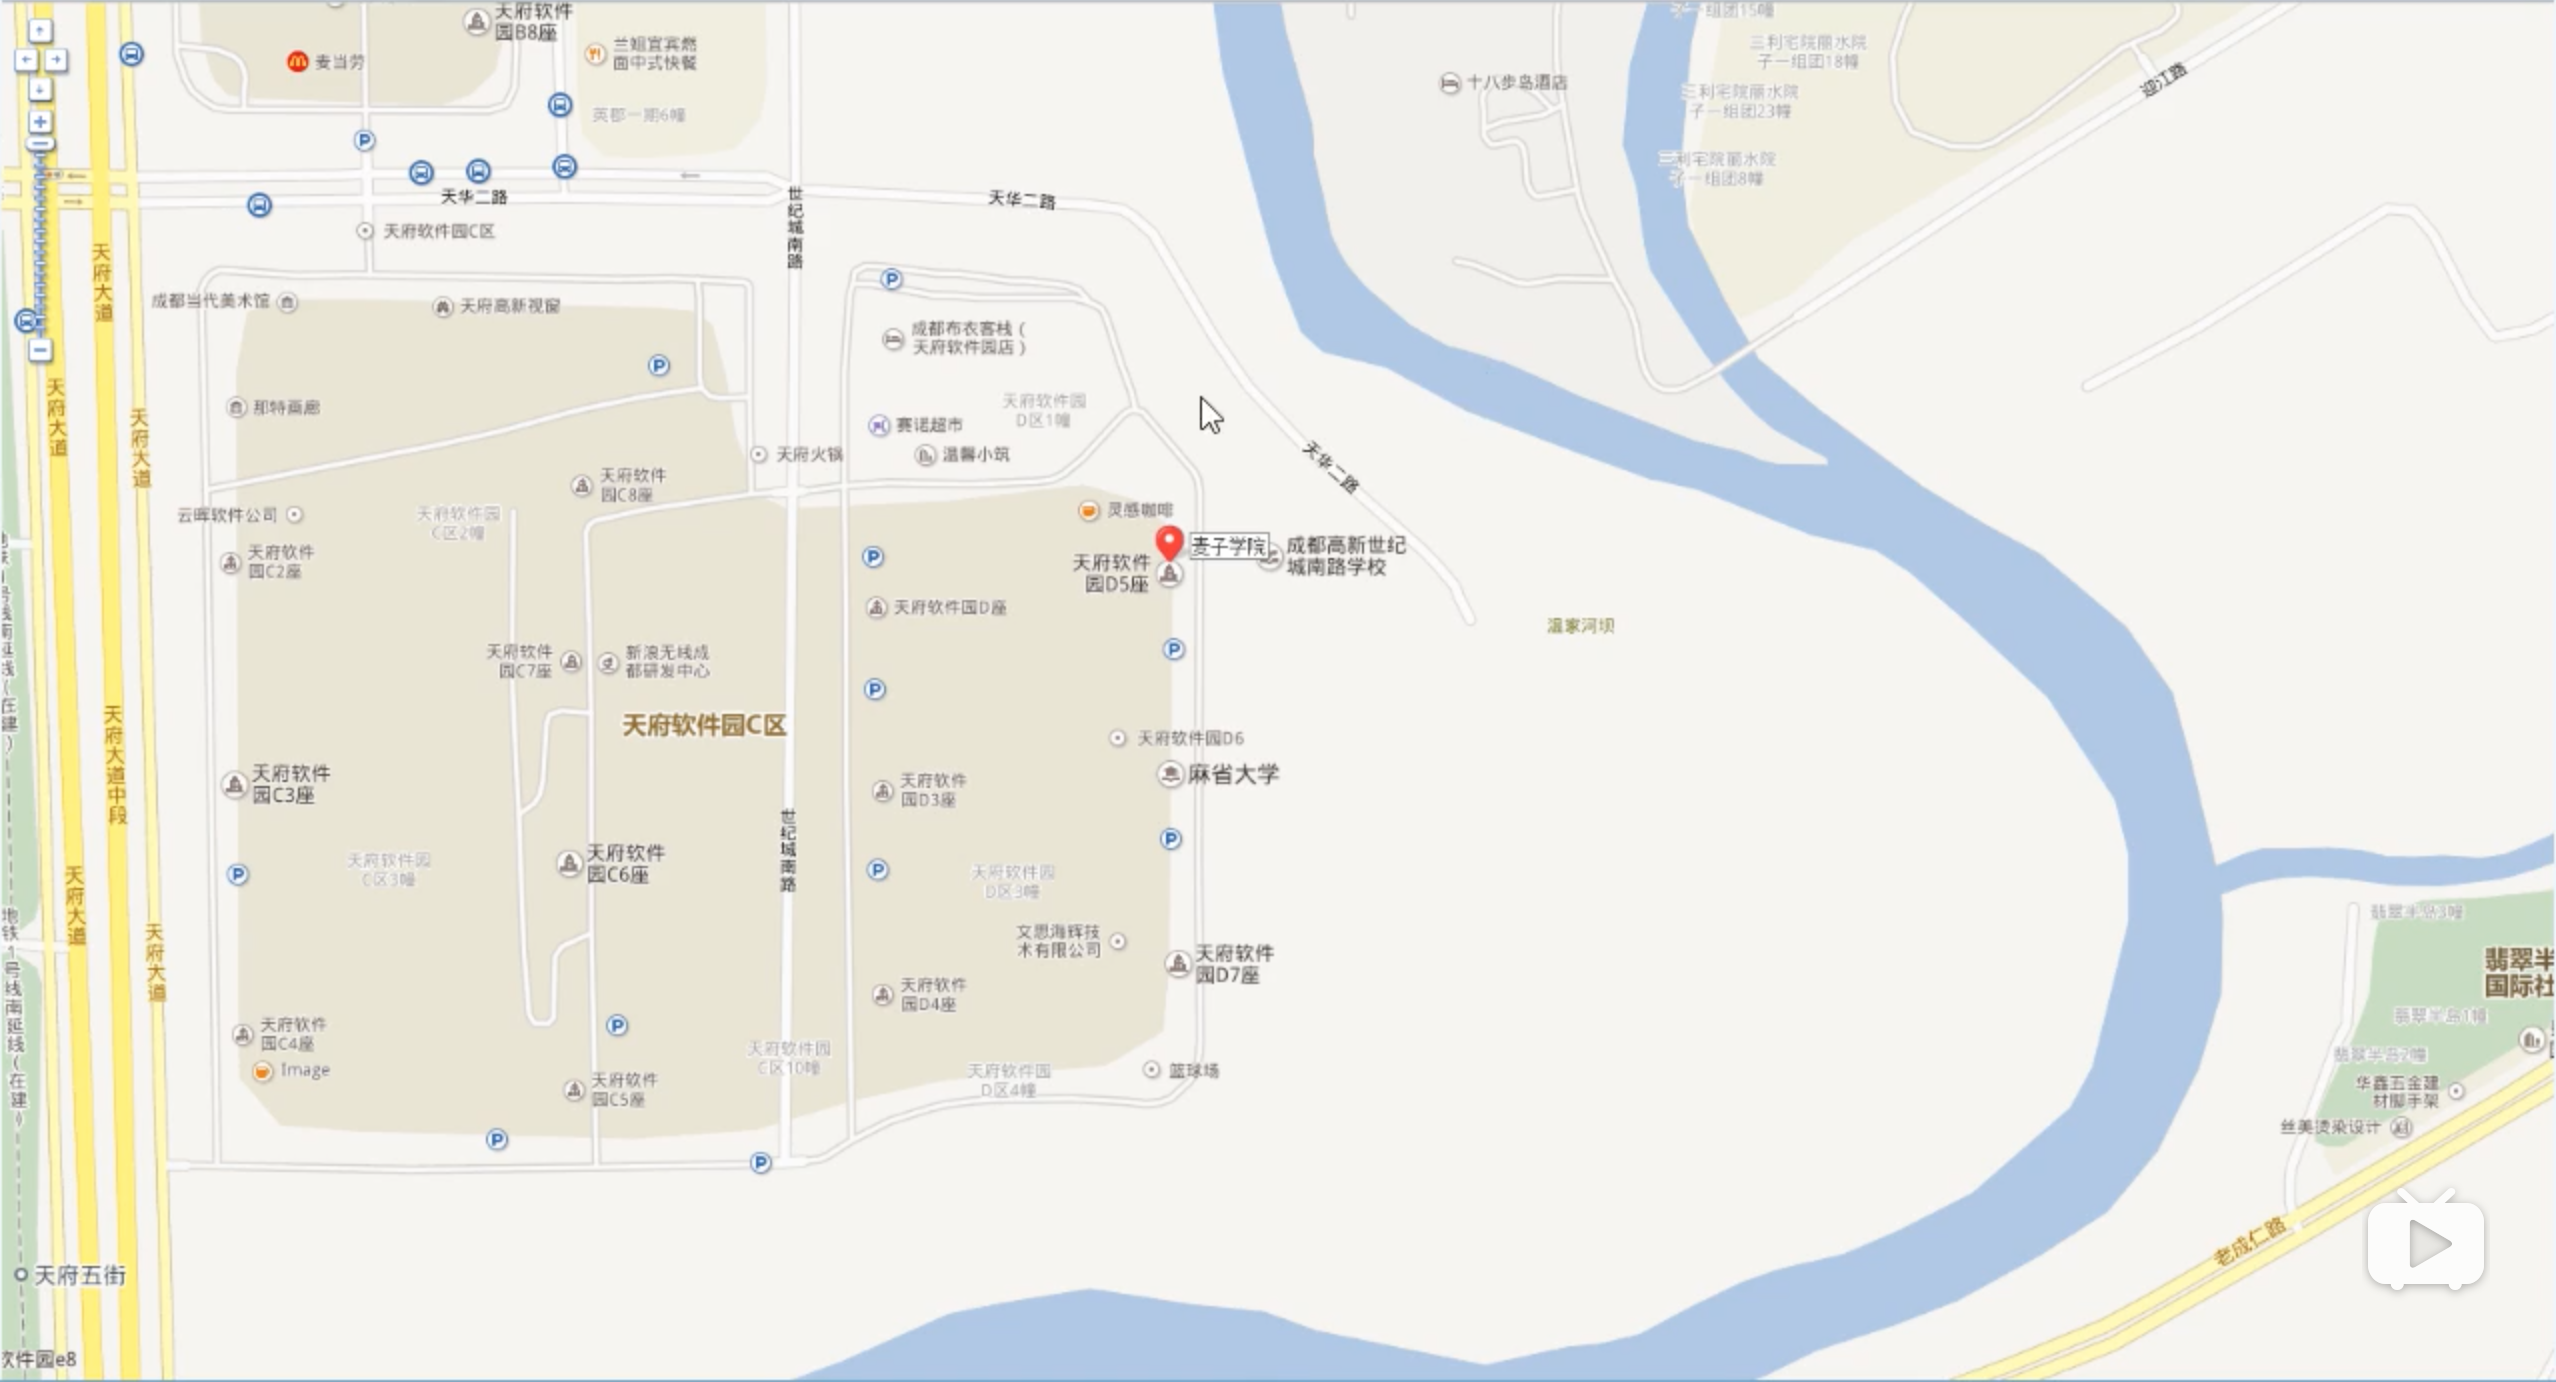 天府软件
园B8座
麦当劳
兰姐宜宾燃
面中式快餐
英郡一期6幢
子一组团15幢
三利宅院丽水院
子一组团18幢
三利宅院丽水院
子一组团23幢
三利宅院丽水院
子一组团8幢
十八步岛酒店
迎江路
天华二路
天华二路
世纪城南路
天府软件园C区
天府大道
成都当代美术馆
天府高新视窗
成都布衣客栈（
天府软件园店）
那特画廊
天府大道
天府大道
天府软件园
D区1幢
赛诺超市
温馨小筑
天府火锅
天华二路
天府软件
园C8座
云晖软件公司
天府软件园
C区2幢
灵感咖啡
天府软件
园C2座
麦子学院
天府软件
园D5座
成都高新世纪
城南路学校
天府软件园D座
温家河坝
天府软件
园C7座
新浪无线成
都研发中心
天府软件园C区
天府软件园D6
天府大道中段
天府软件
园C3座
天府软件
园D3座
麻省大学
世纪城南路
天府软件园
C区3幢
天府软件
园C6座
天府软件园
D区3幢
天府大道
天府大道
地铁1号线南延线(在建)
文思海辉技
术有限公司
天府软件
园D7座
翡翠半岛3幢
翡翠半
国际社
天府软件
园D4座
翡翠半岛1幢
天府软件
园C4座
Image
天府软件园
C区10幢
天府软件园
D区4幢
篮球场
翡翠半岛2幢
天府软件
园C5座
华鑫五金建
材脚手架
丝美烫染设计
老成仁路
天府五街
软件园e8